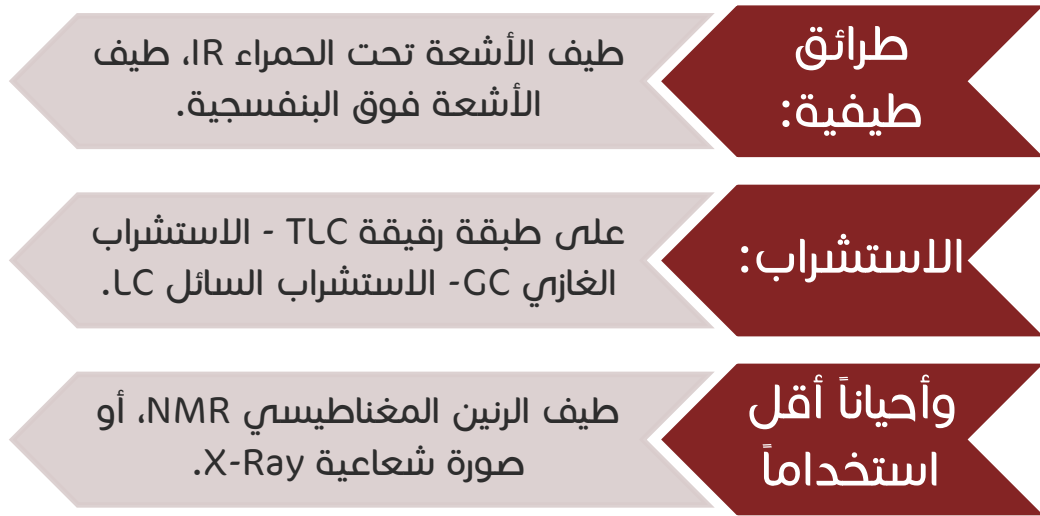 طرائق
طيفية:
طيف الأشعة تحت الحمراء IR، طيف
الأشعة فوق البنفسجية.
الاستشراب:
على طبقة رقيقة TLC - الاستشراب
الغازي GC- الاستشراب السائل LC.
وأحياناً أقل
استخداماً
طيف الرنين المغناطيسي NMR، أو
صورة شعاعية X-Ray.